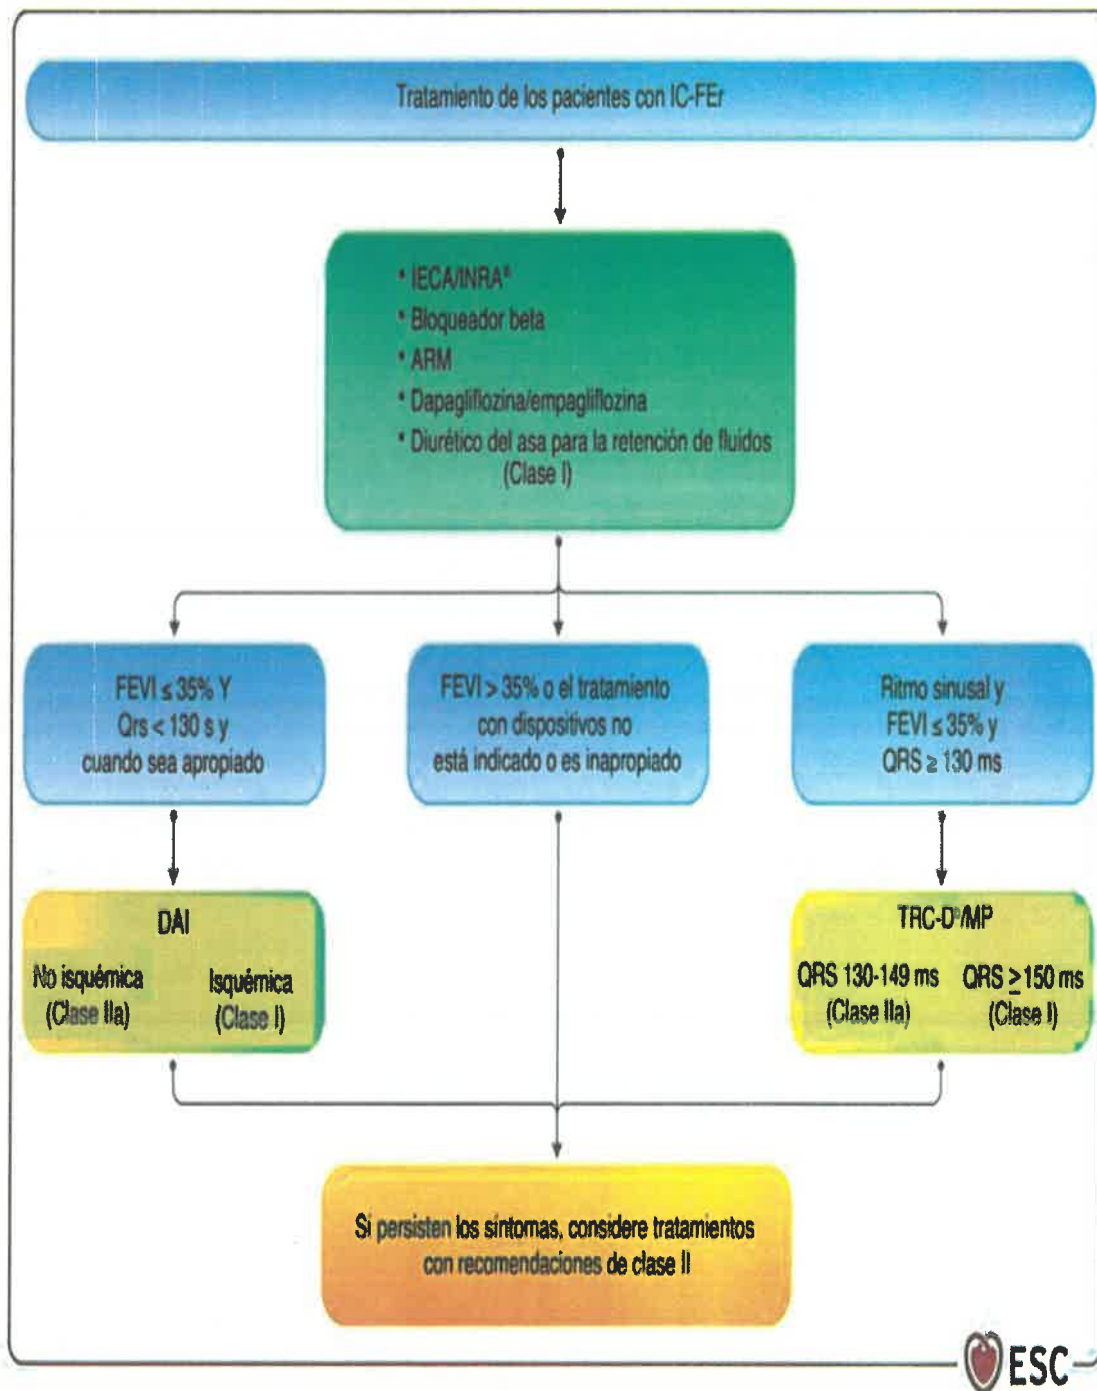 Tratamiento de los pacientes con IC-FEr
• IECA/INRAª
• Bloqueador beta
• ARM
• Dapagliflozina/empagliflozina
• Diurético del asa para la retención de fluidos
(Clase I)
FEVI ≤ 35% Y
Qrs < 130 s y
cuando sea apropiado
FEVI > 35% o el tratamiento
con dispositivos no
está indicado o es inapropiado
Ritmo sinusal y
FEVI ≤ 35% y
QRS ≥ 130 ms
DAI
No isquémica
(Clase IIa)
Isquémica
(Clase I)
TRC-Dᵇ/MP
QRS 130-149 ms
(Clase IIa)
QRS ≥150 ms
(Clase I)
Si persisten los síntomas, considere tratamientos
con recomendaciones de clase II
ESC